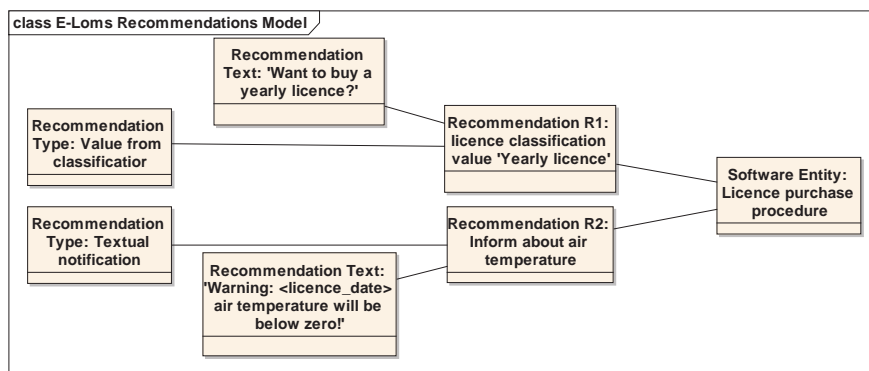 class E-Loms Recommendations Model
Recommendation
Text: 'Want to buy a
yearly licence?'
Recommendation
Type: Value from
classificatior
Recommendation R1:
licence classification
value 'Yearly licence'
Software Entity:
Licence purchase
procedure
Recommendation
Type: Textual
notification
Recommendation R2:
Inform about air
temperature
Recommendation Text:
'Warning: <licence_date>
air temperature will be
below zero!'